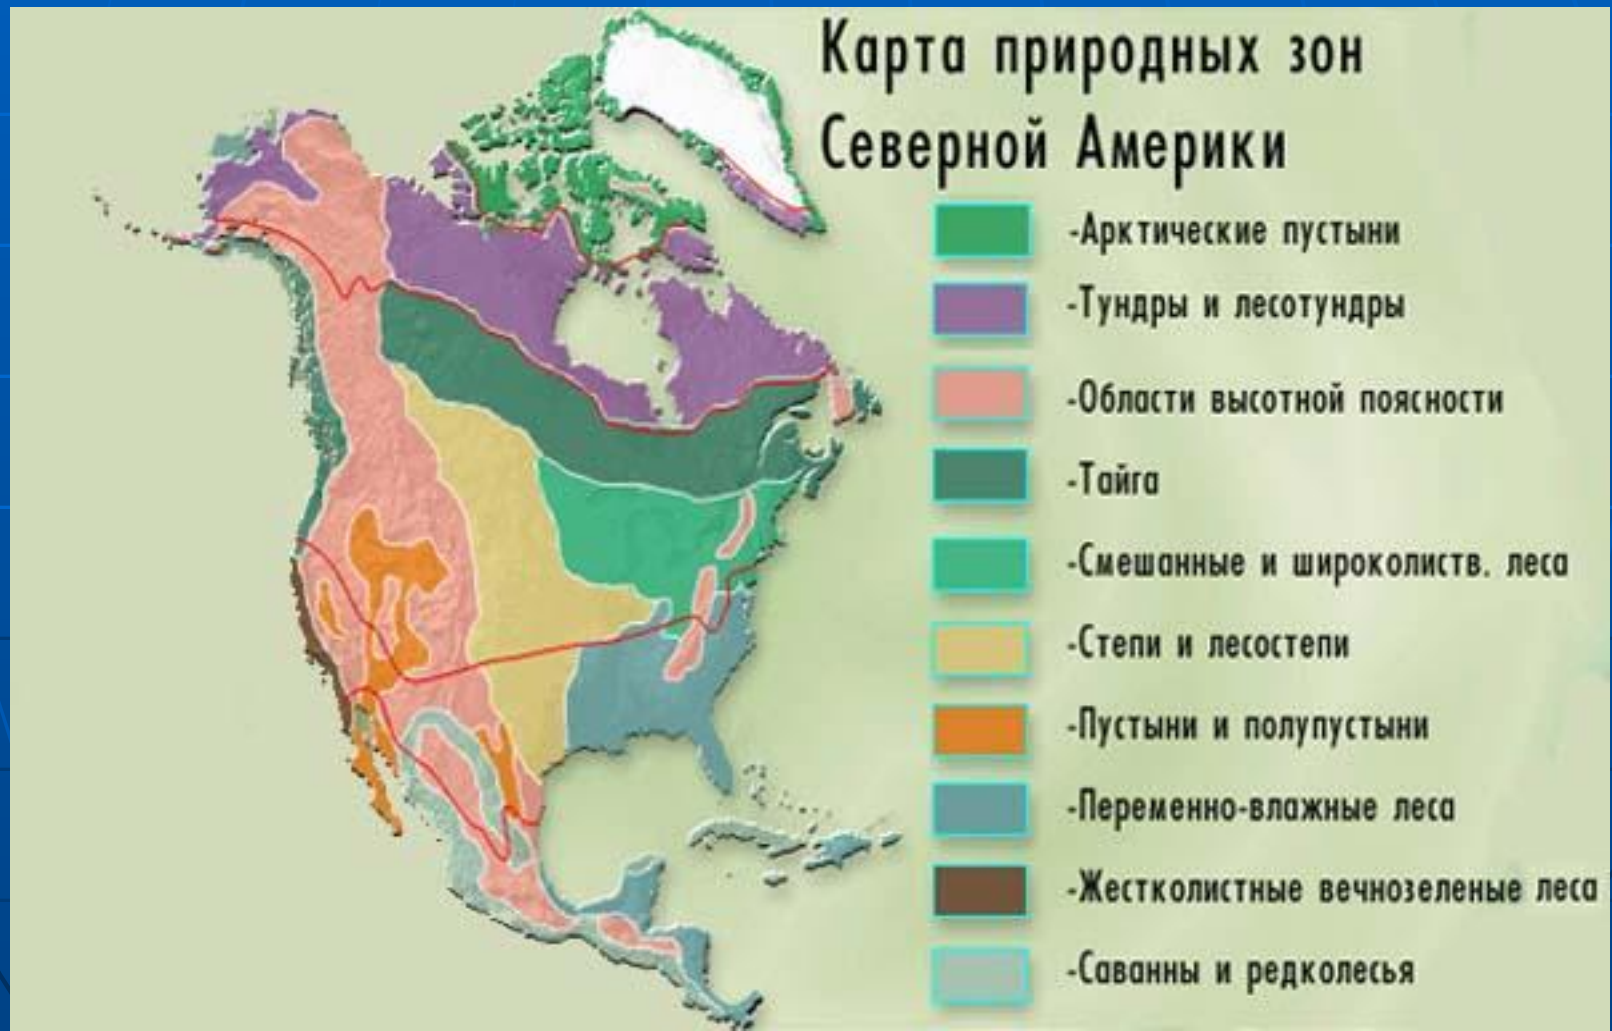 Карта природных зон
Северной Америки
-Арктические пустыни
-Тундры и лесотундры
-Области высотной поясности
-Тайга
-Смешанные и широколиств. леса
-Степи и лесостепи
-Пустыни и полупустыни
-Переменно-влажные леса
-Жестколистные вечнозеленые леса
-Саванны и редколесья